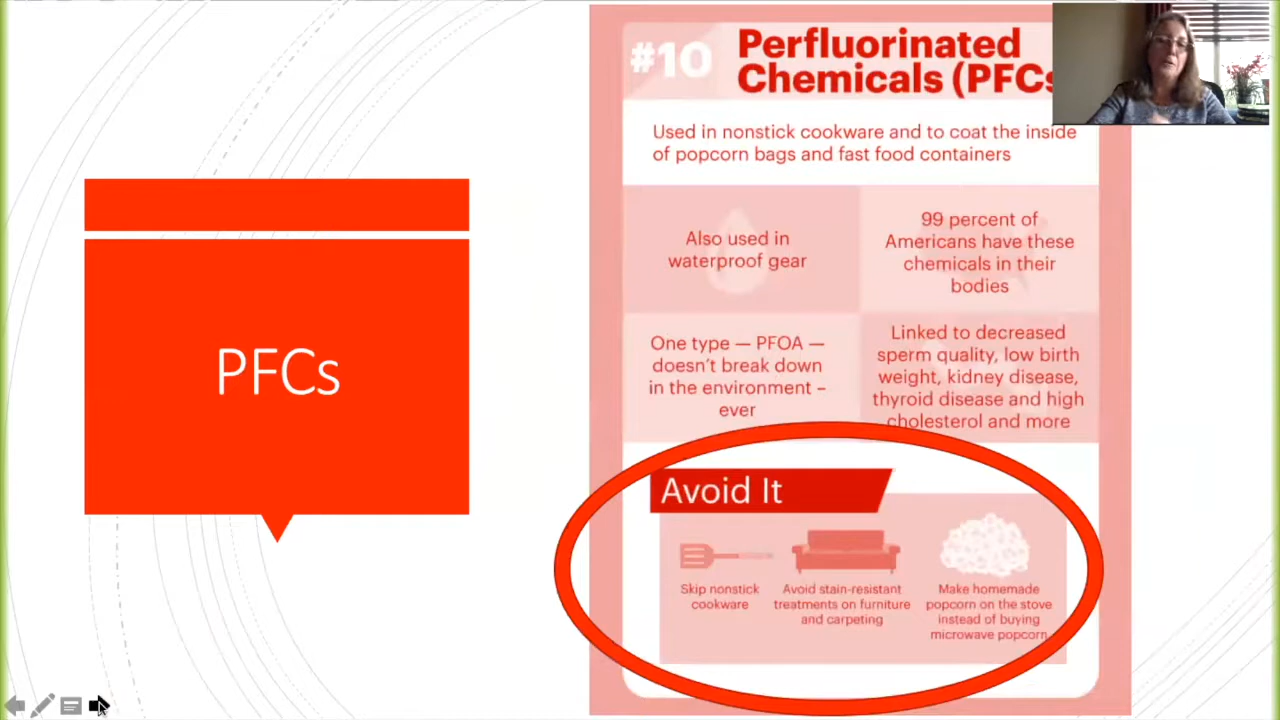 PFCs
#10
Perfluorinated
Chemicals (PFCs
Used in nonstick cookware and to coat the inside
of popcorn bags and fast food containers
Also used in
waterproof gear
99 percent of
Americans have these
chemicals in their
bodies
One type — PFOA —
doesn't break down
in the environment –
ever
Linked to decreased
sperm quality, low birth
weight, kidney disease,
thyroid disease and high
cholesterol and more
Avoid It
Skip nonstick
cookware
Avoid stain-resistant
treatments on furniture
and carpeting
Make homemade
popcorn on the stove
instead of buying
microwave popcorn